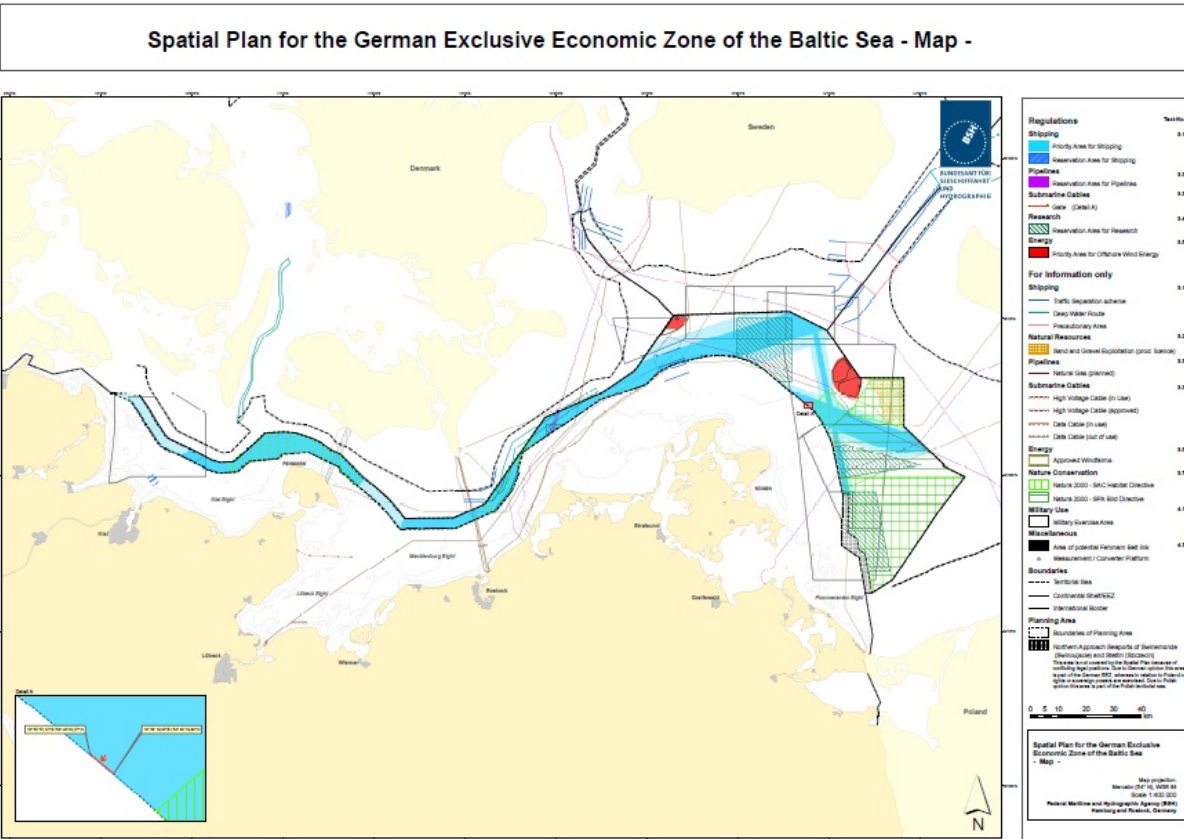 Spatial Plan for the German Exclusive Economic Zone of the Baltic Sea - Map -
Sweden
Denmark
BSH
BUNDESAMT FÜR
SEESCHIFFFAHRT
UND
HYDROGRAPHIE
Kiel
Kiel Bight
Mecklenburg Bight
Lübeck Bight
Lübeck
Wismar
Rostock
Stralsund
Greifswald
Pomeranian Bight
Poland
Detail A
N
Regulations
Shipping
Priority Area for Shipping
Reservation Area for Shipping
Pipelines
Reservation Area for Pipelines
Submarine Cables
Gate (Detail A)
Research
Reservation Area for Research
Energy
Priority Area for Offshore Wind Energy
For Information only
Shipping
Traffic Separation scheme
Deep Water Route
Precautionary Area
Natural Resources
Sand and Gravel Exploitation (prod. licence)
Pipelines
Natural Gas (planned)
Submarine Cables
High Voltage Cable (in Use)
High Voltage Cable (approved)
Data Cable (in use)
Data Cable (out of use)
Energy
Approved Windfarms
Nature Conservation
Natura 2000 - SAC Habitat Directive
Natura 2000 - SPA Bird Directive
Military Use
Military Exercise Area
Miscellaneous
Area of potential Fehmarn Belt link
Measurement / Converter Platform
Boundaries
Territorial Sea
Continental Shelf/EEZ
International Border
Planning Area
Boundaries of Planning Area
Northern Approach Seaports of Swinemünde
(Swinoujscie) and Stettin (Szczecin)
0 5 10 20 30 40
km
Spatial Plan for the German Exclusive
Economic Zone of the Baltic Sea
- Map -
Map projection:
Mercator (54° N), WGS 84
Scale 1:400.000
Federal Maritime and Hydrographic Agency (BSH)
Hamburg and Rostock, Germany